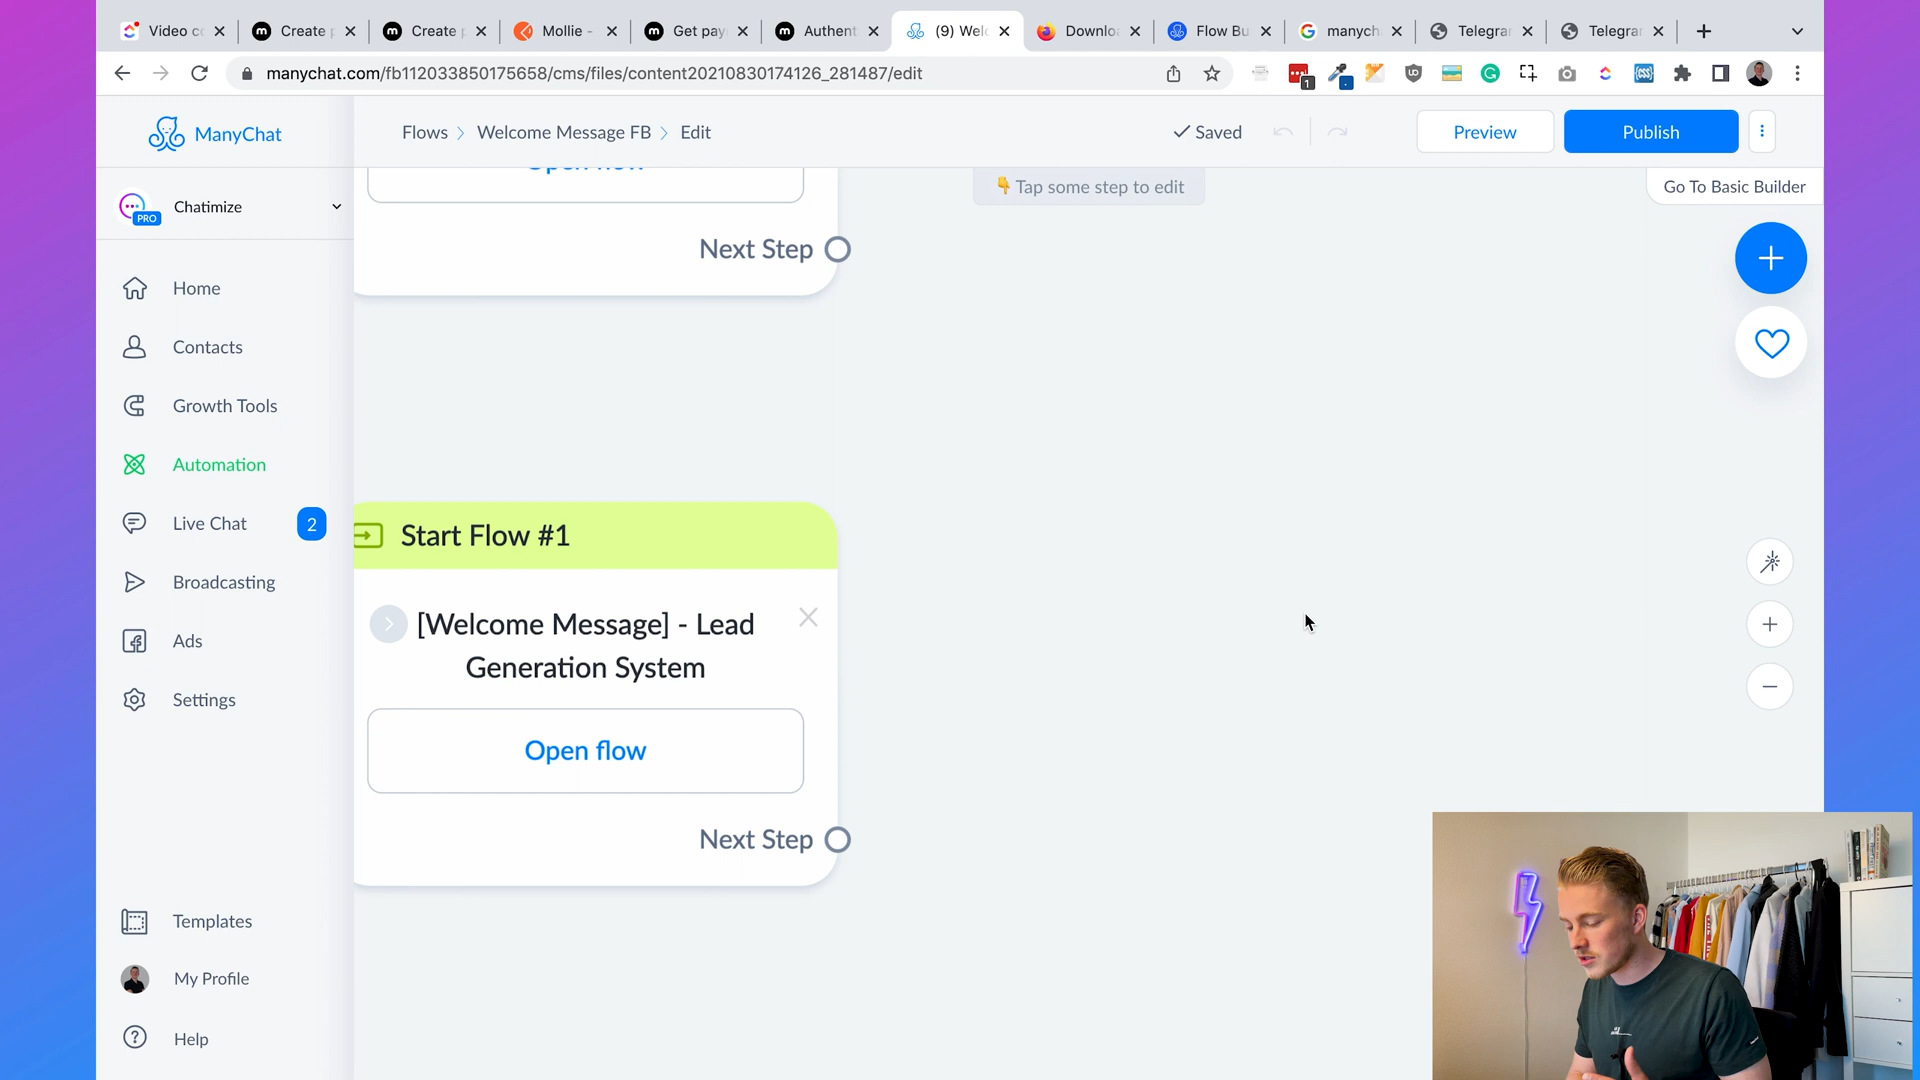 Video c
Create
Create
Mollie -
Get pay
Authent
(9) Wel
Downlo
Flow Bu
manych
Telegra
Telegra
manychat.com/fb112033850175658/cms/files/content20210830174126_281487/edit
1
ManyChat
Flows > Welcome Message FB > Edit
Saved
Preview
Publish
Open flow
Tap some step to edit
Go To Basic Builder
PRO
Chatimize
Next Step
Home
Contacts
Growth Tools
Automation
Live Chat
2
Broadcasting
Ads
Settings
Start Flow #1
[Welcome Message] - Lead
Generation System
Open flow
Next Step
Templates
My Profile
Help